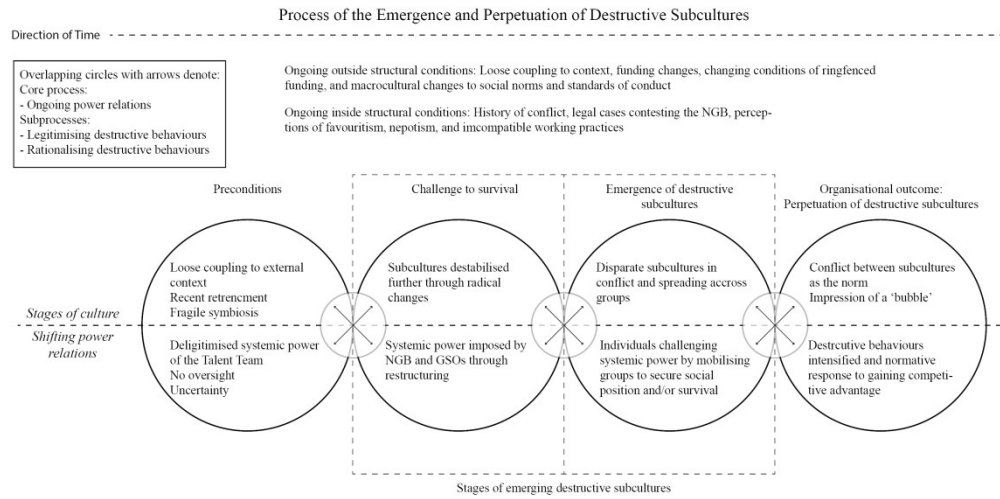 Process of the Emergence and Perpetuation of Destructive Subcultures
Direction of Time
Overlapping circles with arrows denote:
Core process:
- Ongoing power relations
Subprocesses:
- Legitimising destructive behaviours
- Rationalising destructive behaviours
Ongoing outside structural conditions: Loose coupling to context, funding changes, changing conditions of ringfenced
funding, and macrocultural changes to social norms and standards of conduct
Ongoing inside structural conditions: History of conflict, legal cases contesting the NGB, percep-
tions of favouritism, nepotism, and imcompatible working practices
Preconditions
Challenge to survival
Emergence of destructive
subcultures
Organisational outcome:
Perpetuation of destructive subcultures
Loose coupling to external
context
Recent retrencment
Fragile symbiosis
Subcultures destabilised
further through radical
changes
Disparate subcultures in
conflict and spreading accross
groups
Conflict between subcultures
as the norm
Impression of a ‘bubble’
Stages of culture
Shifting power
relations
Deligitimised systemic power
of the Talent Team
No oversight
Uncertainty
Systemic power imposed by
NGB and GSOs through
restructuring
Individuals challenging
systemic power by mobilising
groups to secure social
position and/or survival
Destrcutive behaviours
intensified and normative
response to gaining competi-
tive advantage
Stages of emerging destructive subcultures